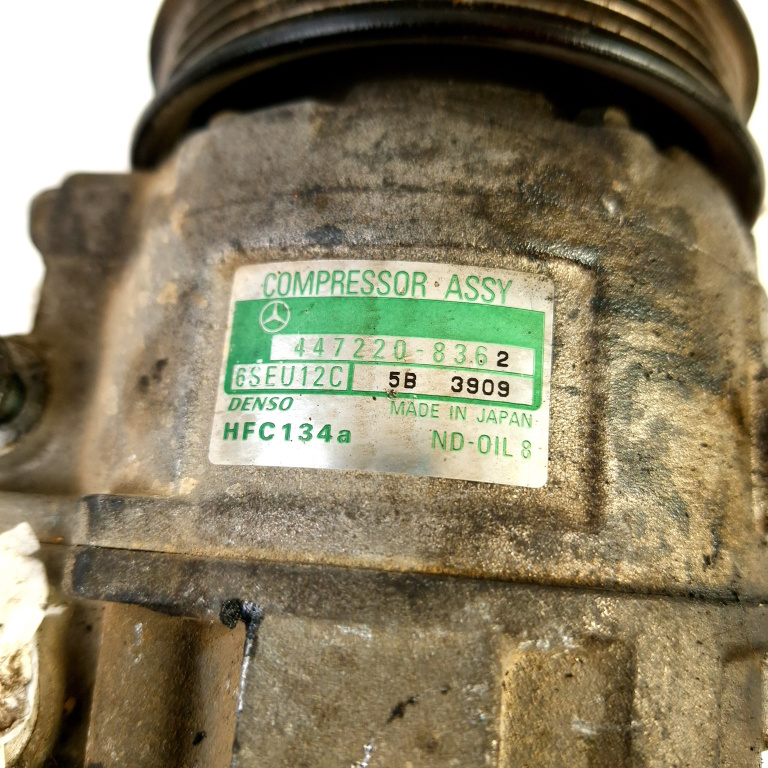 COMPRESSOR ASSY
447220-8362
6SEU12C 5B 3909
DENSO MADE IN JAPAN
HFC134a ND-OIL 8